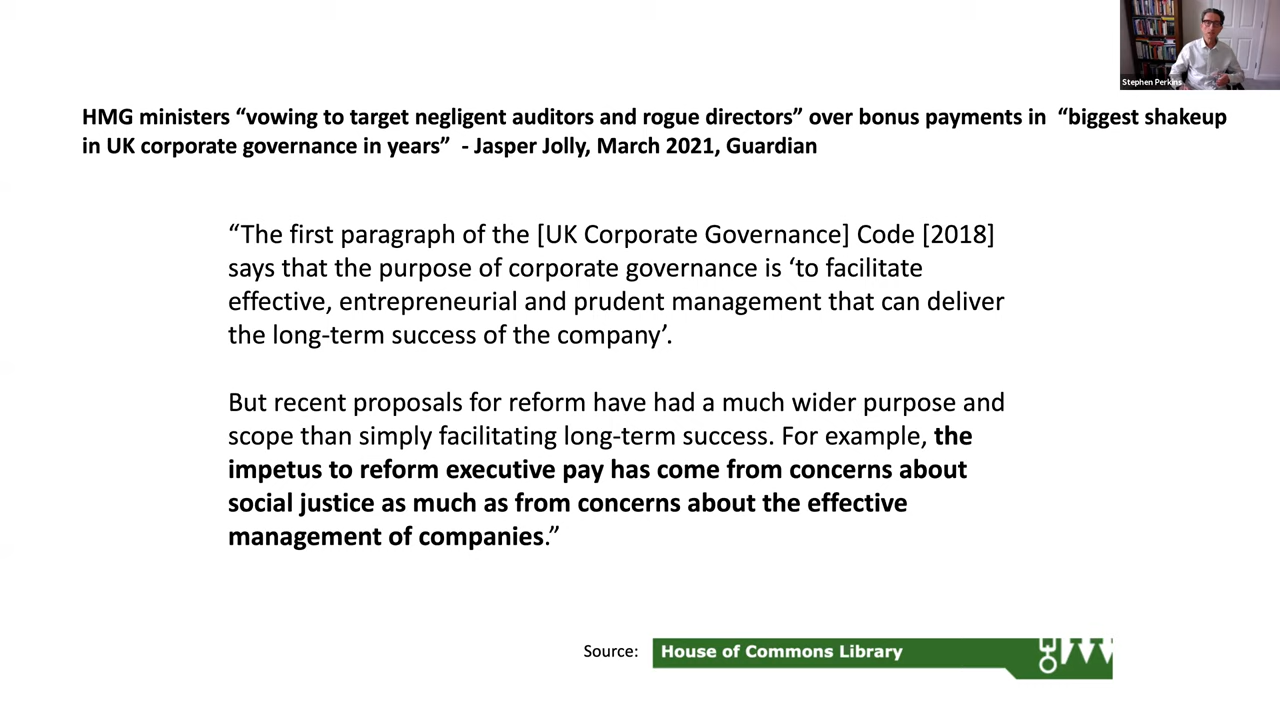 Stephen Perkins
HMG ministers “vowing to target negligent auditors and rogue directors” over bonus payments in  “biggest shakeup
in UK corporate governance in years”  - Jasper Jolly, March 2021, Guardian
“The first paragraph of the [UK Corporate Governance] Code [2018]
says that the purpose of corporate governance is ‘to facilitate
effective, entrepreneurial and prudent management that can deliver
the long-term success of the company’.
But recent proposals for reform have had a much wider purpose and
scope than simply facilitating long-term success. For example, the
impetus to reform executive pay has come from concerns about
social justice as much as from concerns about the effective
management of companies.”
Source:
House of Commons Library